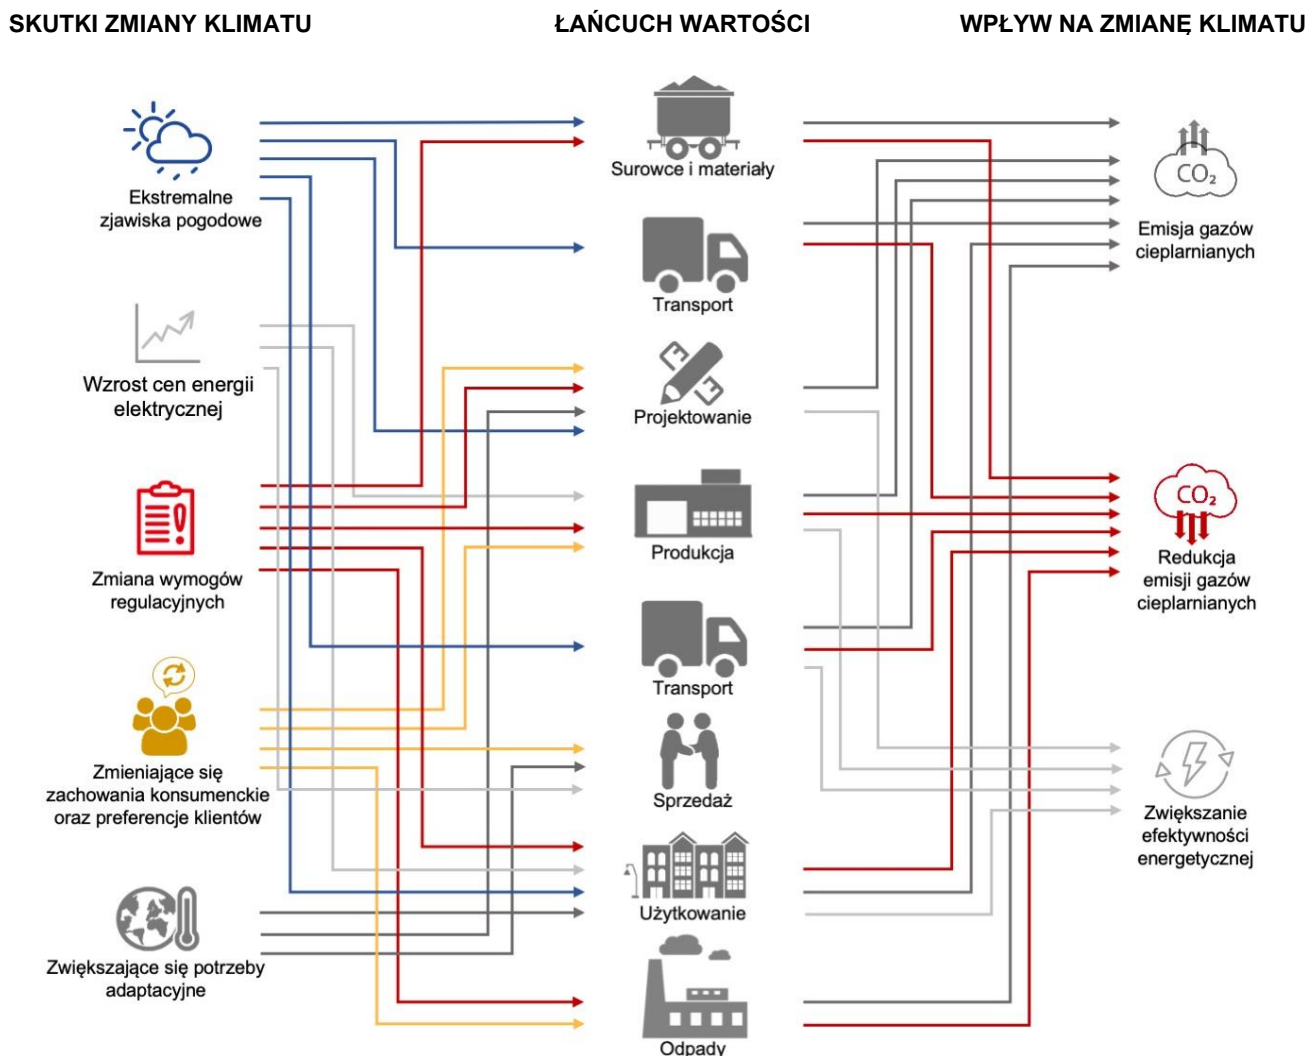 SKUTKI ZMIANY KLIMATU
ŁAŃCUCH WARTOŚCI
WPŁYW NA ZMIANĘ KLIMATU
Ekstremalne
zjawiska pogodowe
Wzrost cen energii
elektrycznej
Zmiana wymogów
regulacyjnych
Zmieniające się
zachowania konsumenckie
oraz preferencje klientów
Zwiększające się potrzeby
adaptacyjne
Surowce i materiały
Transport
Projektowanie
Produkcja
Transport
Sprzedaż
Użytkowanie
Odpady
CO₂
Emisja gazów
cieplarnianych
CO₂
Redukcja
emisji gazów
cieplarnianych
Zwiększanie
efektywności
energetycznej